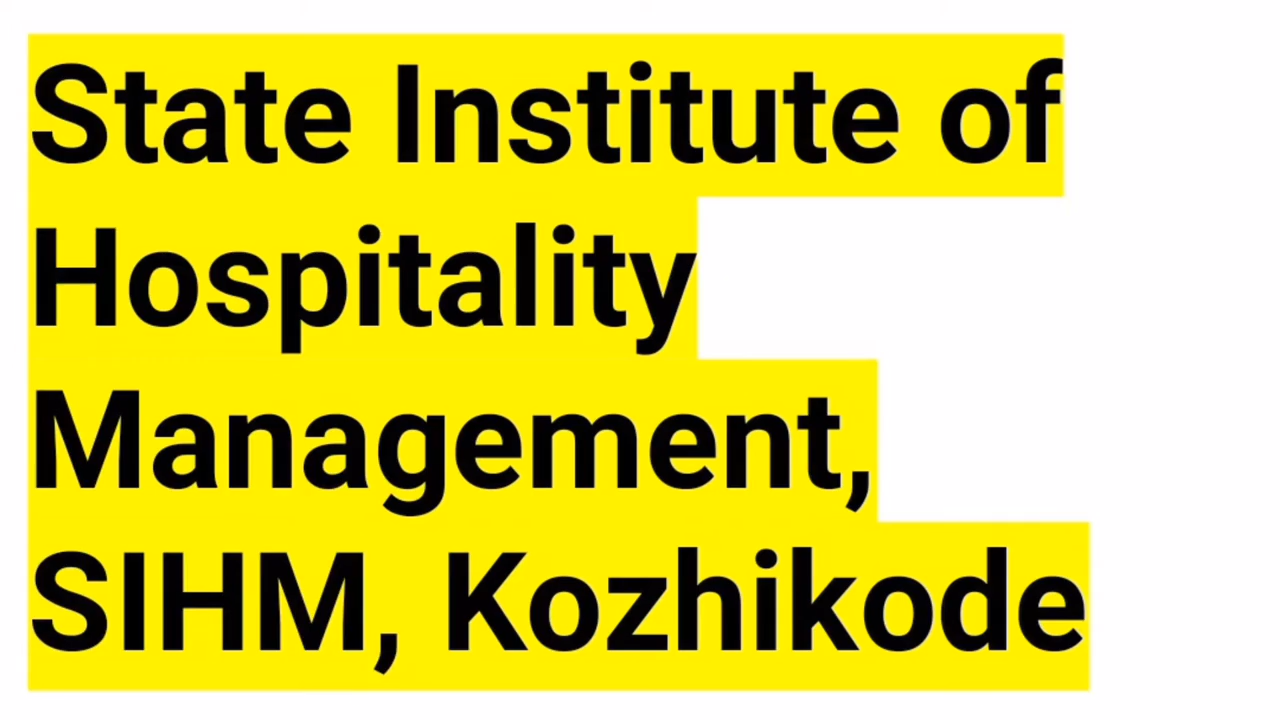 State Institute of
Hospitality
Management,
SIHM, Kozhikode